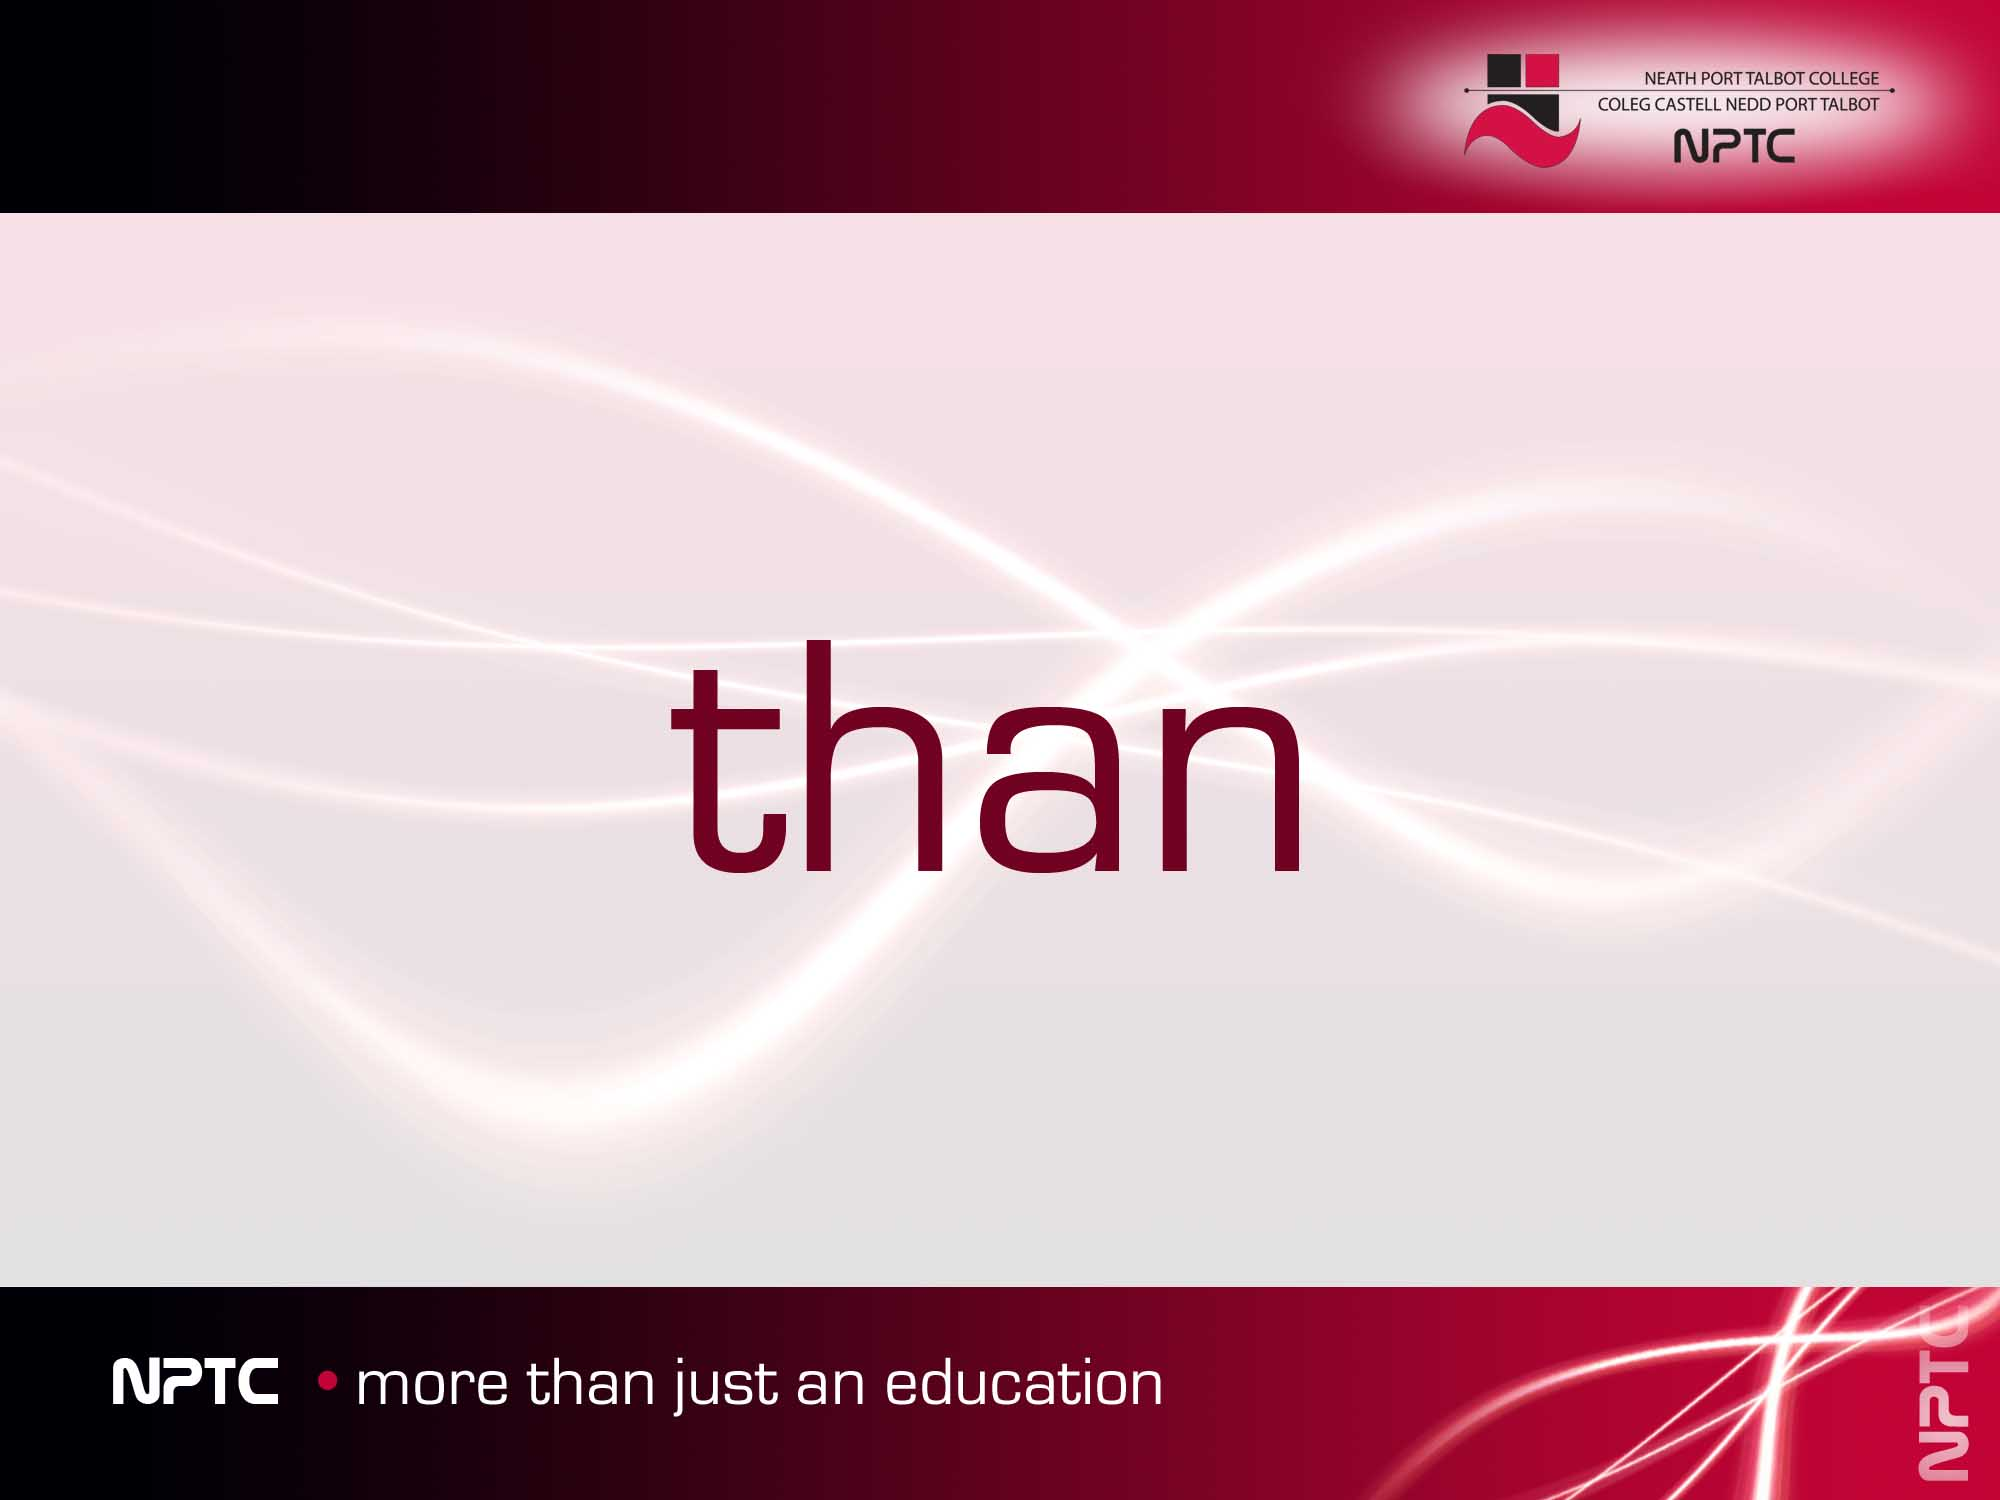 NEATH PORT TALBOT COLLEGE
COLEG CASTELL NEDD PORT TALBOT
NPTC
than
NPTC • more than just an education
NPTC